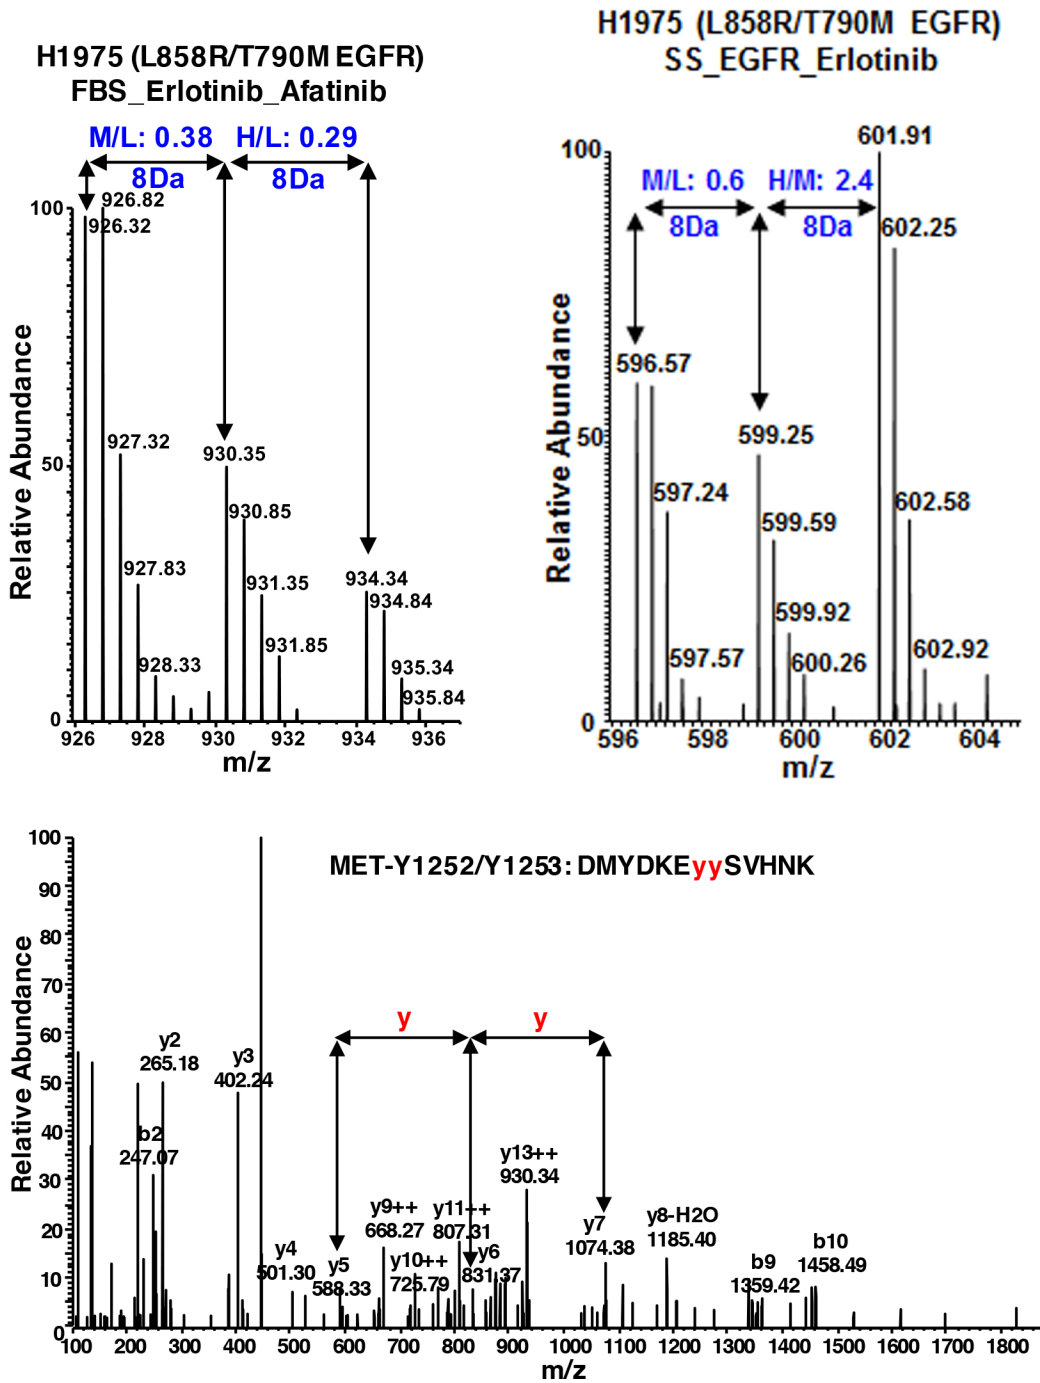 H1975 (L858R/T790M EGFR)
FBS_Erlotinib_Afatinib
M/L: 0.38 H/L: 0.29
8Da 8Da
100
926.82
926.32
927.32
50
930.35
930.85
927.83
931.35
934.34
934.84
928.33
931.85
935.34
935.84
0
926 928 930 932 934 936
m/z
Relative Abundance
H1975 (L858R/T790M EGFR)
SS_EGFR_Erlotinib
100
601.91
M/L: 0.6 H/M: 2.4
8Da 8Da
602.25
596.57
50
599.25
597.24
599.59
602.58
599.92
597.57
600.26
602.92
0
596 598 600 602 604
m/z
Relative Abundance
MET-Y1252/Y1253: DMYDKEyySVHNK
100
90
80
70
60
50
40
30
20
10
0
Relative Abundance
y y
y2
265.18
y3
402.24
b2
247.07
y4
501.30
y5
588.33
y9++
668.27
y10++
725.79
y11++
807.31
y6
831.37
y13++
930.34
y7
1074.38
y8-H2O
1185.40
b9
1359.42
b10
1458.49
100 200 300 400 500 600 700 800 900 1000 1100 1200 1300 1400 1500 1600 1700 1800
m/z